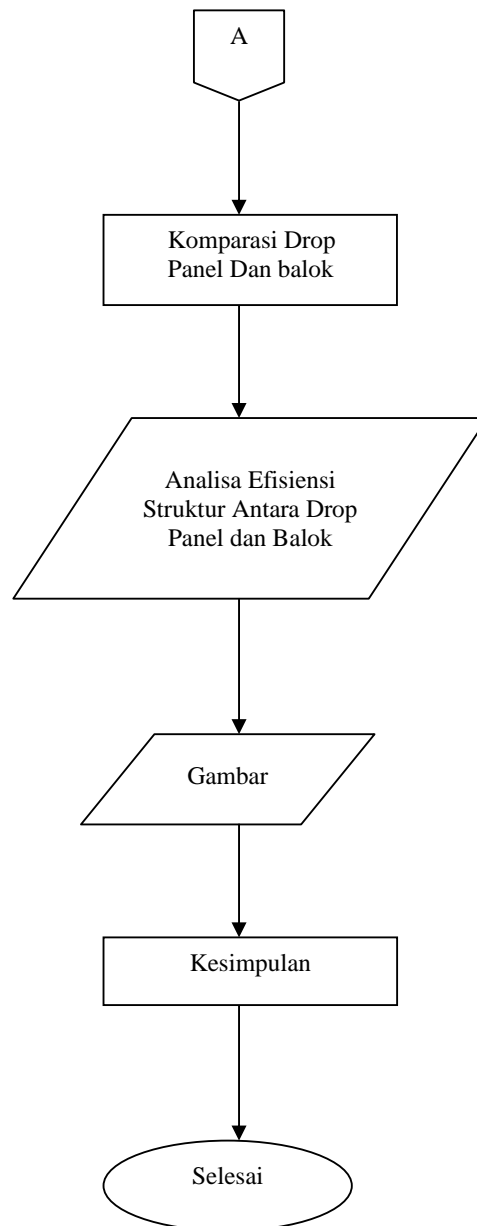 A
Komparasi Drop
Panel Dan balok
Analisa Efisiensi
Struktur Antara Drop
Panel dan Balok
Gambar
Kesimpulan
Selesai